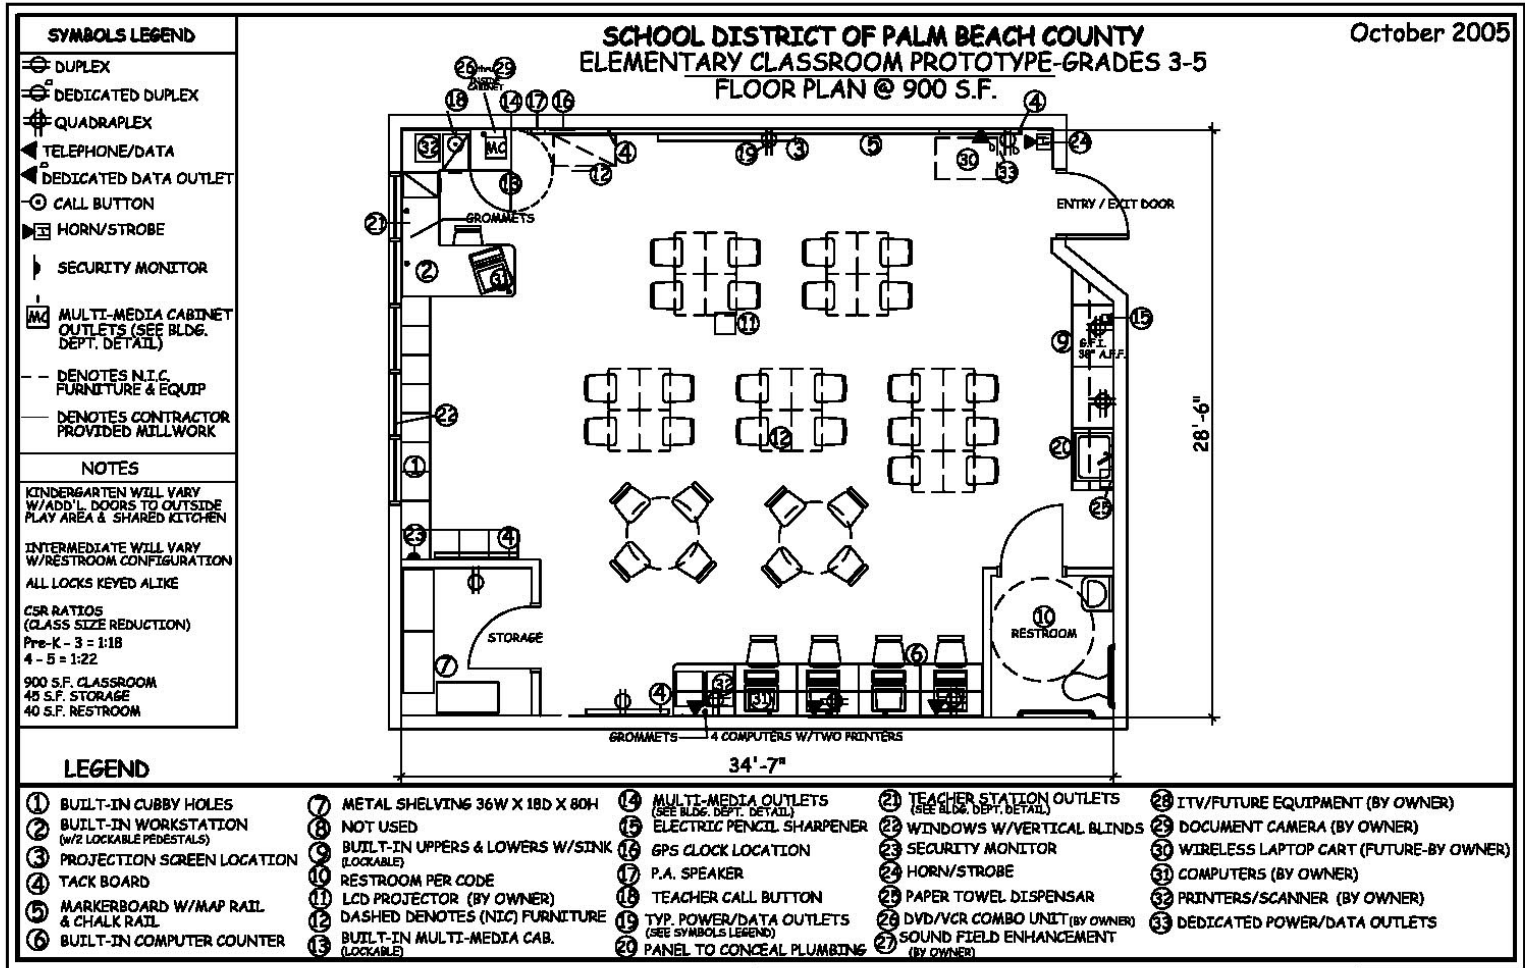 SCHOOL DISTRICT OF PALM BEACH COUNTY
ELEMENTARY CLASSROOM PROTOTYPE-GRADES 3-5
FLOOR PLAN @ 900 S.F.
October 2005
SYMBOLS LEGEND
DUPLEX
DEDICATED DUPLEX
QUADRAPLEX
TELEPHONE/DATA
DEDICATED DATA OUTLET
CALL BUTTON
HORN/STROBE
SECURITY MONITOR
MC MULTI-MEDIA CABINET
OUTLETS (SEE BLDG.
DEPT. DETAIL)
DENOTES N.I.C.
FURNITURE & EQUIP
DENOTES CONTRACTOR
PROVIDED MILLWORK
NOTES
KINDERGARTEN WILL VARY
W/ADD'L. DOORS TO OUTSIDE
PLAY AREA & SHARED KITCHEN
INTERMEDIATE WILL VARY
W/RESTROOM CONFIGURATION
ALL LOCKS KEYED ALIKE
CSR RATIOS
(CLASS SIZE REDUCTION)
Pre-K - 3 = 1:18
4 - 5 = 1:22
900 S.F. CLASSROOM
45 S.F. STORAGE
40 S.F. RESTROOM
26 thru 29
INSIDE
CABINET
18
14
17
16
4
32
MC
4
12
13
19
3
5
30
33
24
ENTRY / EXIT DOOR
21
GROMMETS
2
31
11
15
9
G.F.I.
38" A.F.F.
22
12
1
20
25
23
4
28'-6"
STORAGE
7
10
RESTROOM
6
4
32
31
GROMMETS
4 COMPUTERS W/TWO PRINTERS
34'-7"
LEGEND
1 BUILT-IN CUBBY HOLES
2 BUILT-IN WORKSTATION
(w/2 LOCKABLE PEDESTALS)
3 PROJECTION SCREEN LOCATION
4 TACK BOARD
5 MARKERBOARD W/MAP RAIL
& CHALK RAIL
6 BUILT-IN COMPUTER COUNTER
7 METAL SHELVING 36W X 18D X 80H
8 NOT USED
9 BUILT-IN UPPERS & LOWERS W/SINK
(LOCKABLE)
10 RESTROOM PER CODE
11 LCD PROJECTOR (BY OWNER)
12 DASHED DENOTES (NIC) FURNITURE
13 BUILT-IN MULTI-MEDIA CAB.
(LOCKABLE)
14 MULTI-MEDIA OUTLETS
(SEE BLDG. DEPT. DETAIL)
15 ELECTRIC PENCIL SHARPENER
16 GPS CLOCK LOCATION
17 P.A. SPEAKER
18 TEACHER CALL BUTTON
19 TYP. POWER/DATA OUTLETS
(SEE SYMBOLS LEGEND)
20 PANEL TO CONCEAL PLUMBING
21 TEACHER STATION OUTLETS
(SEE BLDG. DEPT. DETAIL)
22 WINDOWS W/VERTICAL BLINDS
23 SECURITY MONITOR
24 HORN/STROBE
25 PAPER TOWEL DISPENSAR
26 DVD/VCR COMBO UNIT (BY OWNER)
27 SOUND FIELD ENHANCEMENT
(BY OWNER)
28 ITV/FUTURE EQUIPMENT (BY OWNER)
29 DOCUMENT CAMERA (BY OWNER)
30 WIRELESS LAPTOP CART (FUTURE-BY OWNER)
31 COMPUTERS (BY OWNER)
32 PRINTERS/SCANNER (BY OWNER)
33 DEDICATED POWER/DATA OUTLETS